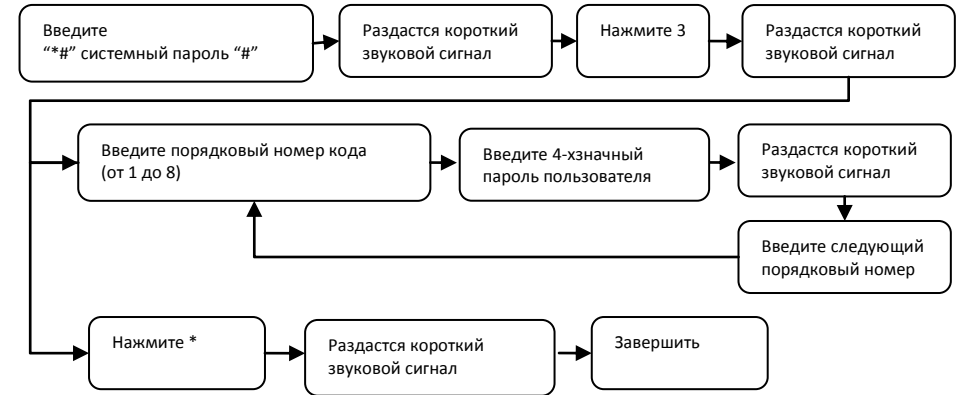 Введите
“*#” системный пароль “#”
Раздастся короткий
звуковой сигнал
Нажмите 3
Раздастся короткий
звуковой сигнал
Введите порядковый номер кода
(от 1 до 8)
Введите 4-хзначный
пароль пользователя
Раздастся короткий
звуковой сигнал
Введите следующий
порядковый номер
Нажмите *
Раздастся короткий
звуковой сигнал
Завершить